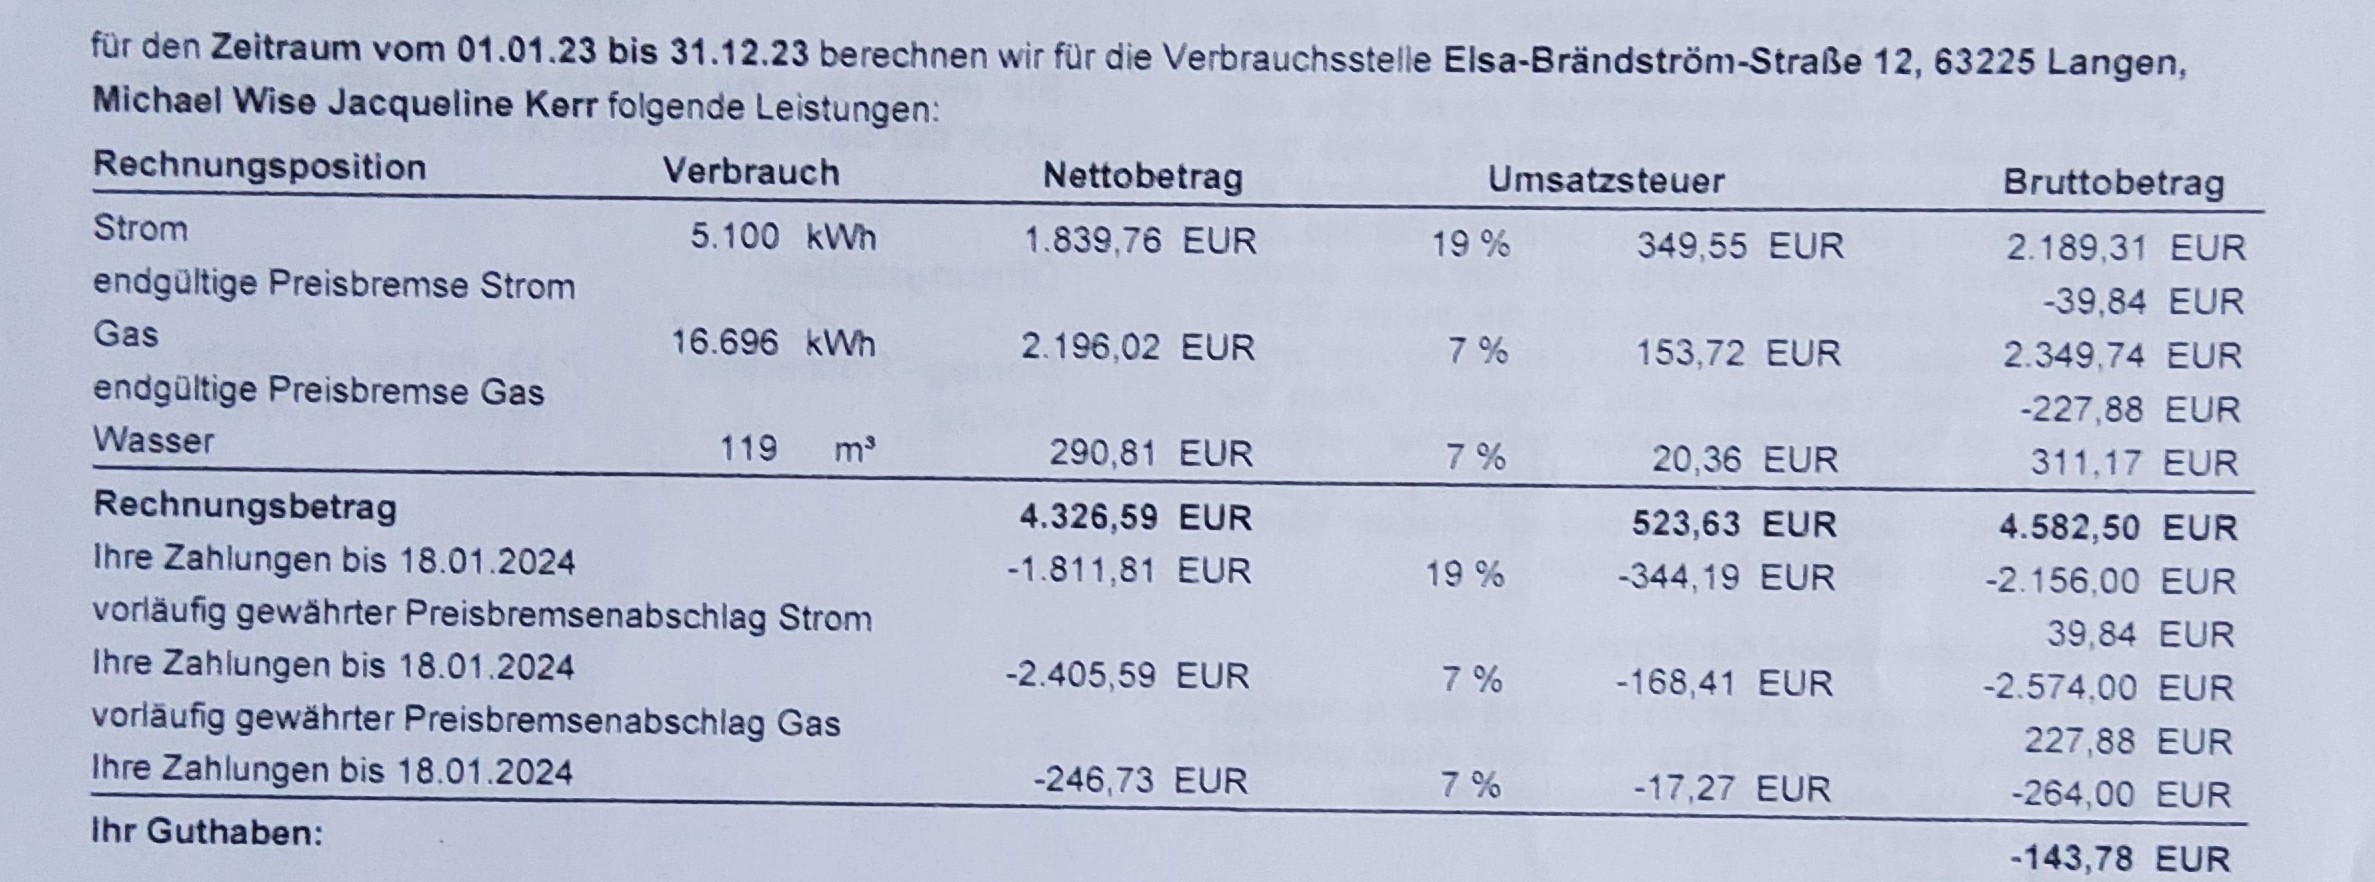 für den Zeitraum vom 01.01.23 bis 31.12.23 berechnen wir für die Verbrauchsstelle Elsa-Brändström-Straße 12, 63225 Langen,
Michael Wise Jacqueline Kerr folgende Leistungen:
Rechnungsposition Verbrauch Nettobetrag Umsatzsteuer Bruttobetrag
Strom 5.100 kWh 1.839,76 EUR 19 % 349,55 EUR 2.189,31 EUR
endgültige Preisbremse Strom -39,84 EUR
Gas 16.696 kWh 2.196,02 EUR 7 % 153,72 EUR 2.349,74 EUR
endgültige Preisbremse Gas -227,88 EUR
Wasser 119 m³ 290,81 EUR 7 % 20,36 EUR 311,17 EUR
Rechnungsbetrag 4.326,59 EUR 523,63 EUR 4.582,50 EUR
Ihre Zahlungen bis 18.01.2024 -1.811,81 EUR 19 % -344,19 EUR -2.156,00 EUR
vorläufig gewährter Preisbremsenabschlag Strom 39,84 EUR
Ihre Zahlungen bis 18.01.2024 -2.405,59 EUR 7 % -168,41 EUR -2.574,00 EUR
vorläufig gewährter Preisbremsenabschlag Gas 227,88 EUR
Ihre Zahlungen bis 18.01.2024 -246,73 EUR 7 % -17,27 EUR -264,00 EUR
Ihr Guthaben: -143,78 EUR